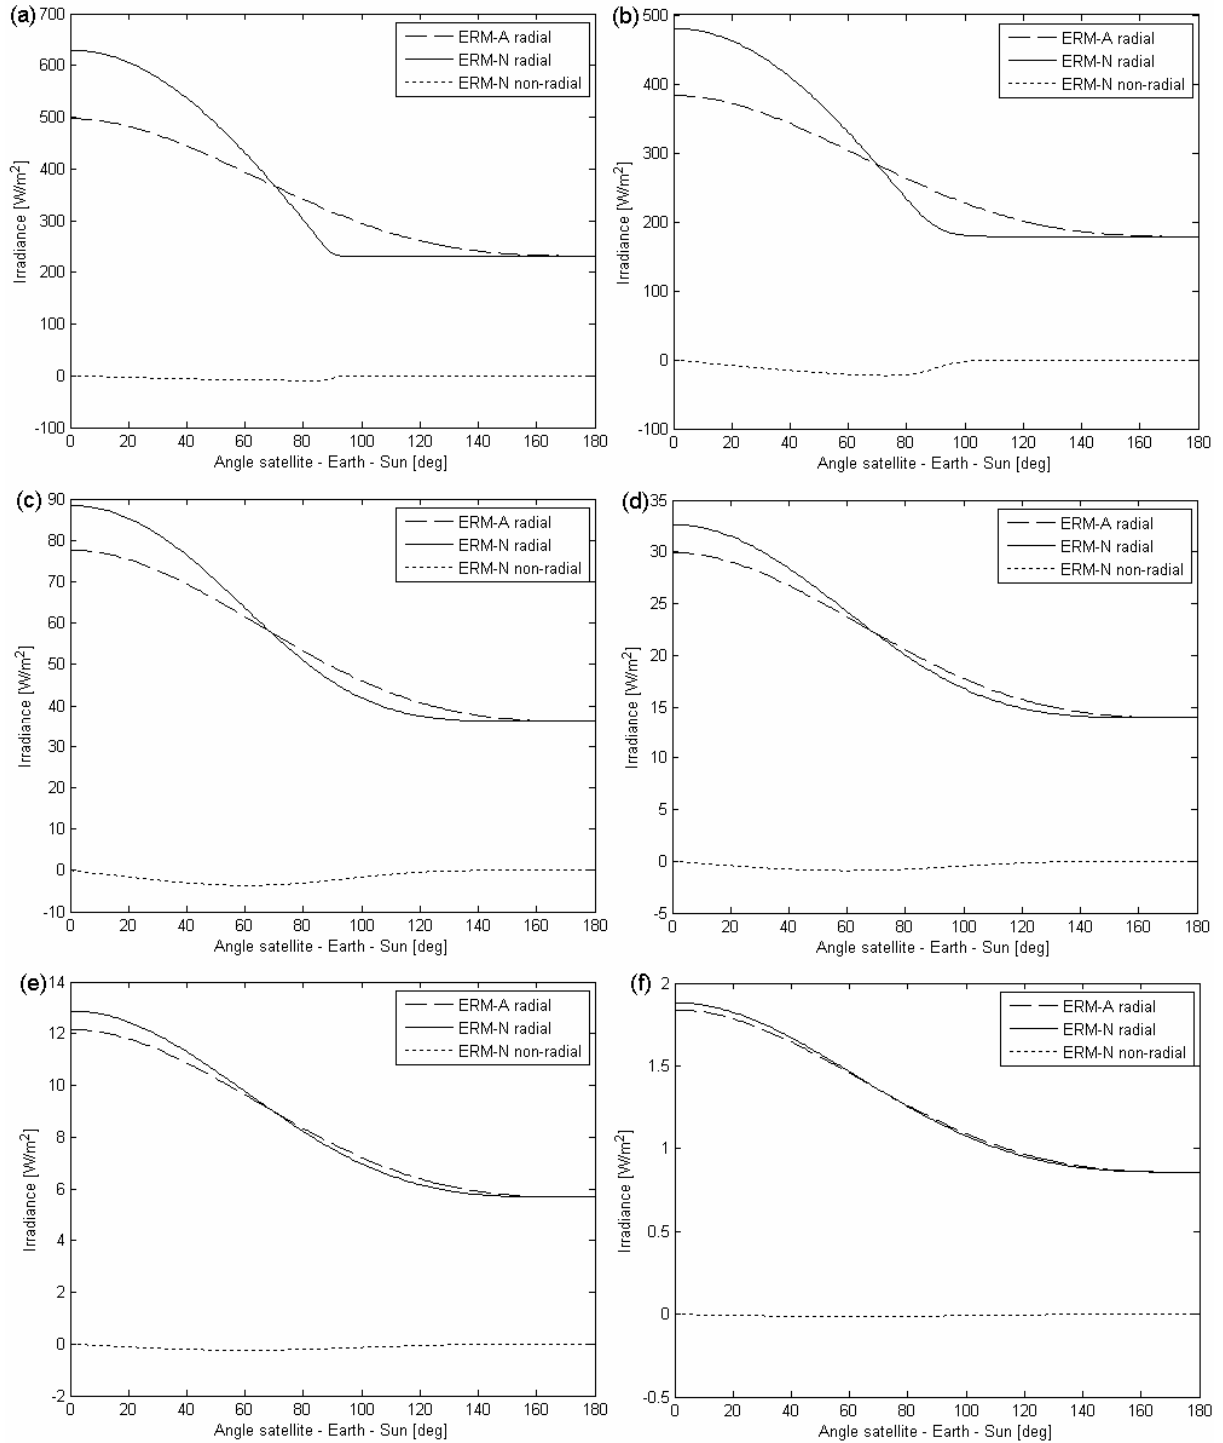 (a)
700
600
500
400
300
200
100
0
-100
Irradiance [W/m²]
ERM-A radial
ERM-N radial
ERM-N non-radial
0 20 40 60 80 100 120 140 160 180
Angle satellite - Earth - Sun [deg]
(b)
500
400
300
200
100
0
-100
Irradiance [W/m²]
ERM-A radial
ERM-N radial
ERM-N non-radial
0 20 40 60 80 100 120 140 160 180
Angle satellite - Earth - Sun [deg]
(c)
90
80
70
60
50
40
30
20
10
0
-10
Irradiance [W/m²]
ERM-A radial
ERM-N radial
ERM-N non-radial
0 20 40 60 80 100 120 140 160 180
Angle satellite - Earth - Sun [deg]
(d)
35
30
25
20
15
10
5
0
-5
Irradiance [W/m²]
ERM-A radial
ERM-N radial
ERM-N non-radial
0 20 40 60 80 100 120 140 160 180
Angle satellite - Earth - Sun [deg]
(e)
14
12
10
8
6
4
2
0
-2
Irradiance [W/m²]
ERM-A radial
ERM-N radial
ERM-N non-radial
0 20 40 60 80 100 120 140 160 180
Angle satellite - Earth - Sun [deg]
(f)
2
1.5
1
0.5
0
-0.5
Irradiance [W/m²]
ERM-A radial
ERM-N radial
ERM-N non-radial
0 20 40 60 80 100 120 140 160 180
Angle satellite - Earth - Sun [deg]